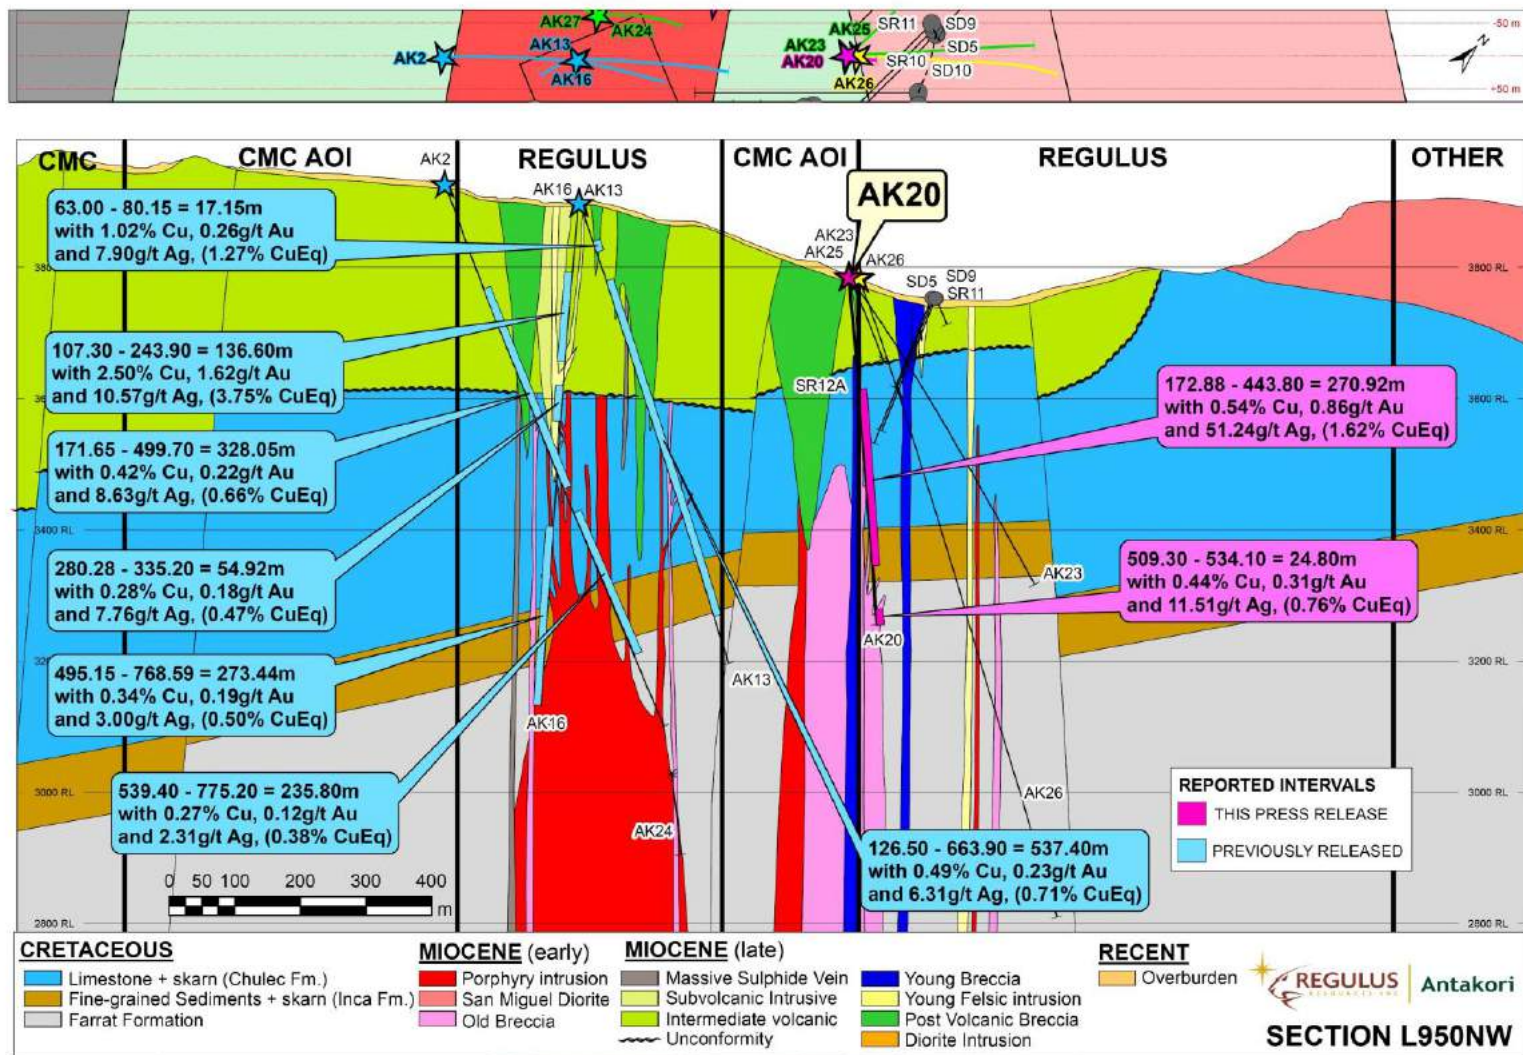 AK27
AK24
AK13
AK2
AK16
AK25
AK23
AK20
AK26
SR11
SD9
SD5
SR10
SD10
-50 m
+50 m
N
CMC
CMC AOI
REGULUS
CMC AOI
REGULUS
OTHER
AK2
AK16
AK13
AK20
AK23
AK25
AK26
SD5
SD9
SR11
SR12A
3800 RL
3600 RL
3400 RL
3200 RL
3000 RL
2800 RL
63.00 - 80.15 = 17.15m
with 1.02% Cu, 0.26g/t Au
and 7.90g/t Ag, (1.27% CuEq)
107.30 - 243.90 = 136.60m
with 2.50% Cu, 1.62g/t Au
and 10.57g/t Ag, (3.75% CuEq)
171.65 - 499.70 = 328.05m
with 0.42% Cu, 0.22g/t Au
and 8.63g/t Ag, (0.66% CuEq)
280.28 - 335.20 = 54.92m
with 0.28% Cu, 0.18g/t Au
and 7.76g/t Ag, (0.47% CuEq)
495.15 - 768.59 = 273.44m
with 0.34% Cu, 0.19g/t Au
and 3.00g/t Ag, (0.50% CuEq)
539.40 - 775.20 = 235.80m
with 0.27% Cu, 0.12g/t Au
and 2.31g/t Ag, (0.38% CuEq)
172.88 - 443.80 = 270.92m
with 0.54% Cu, 0.86g/t Au
and 51.24g/t Ag, (1.62% CuEq)
509.30 - 534.10 = 24.80m
with 0.44% Cu, 0.31g/t Au
and 11.51g/t Ag, (0.76% CuEq)
126.50 - 663.90 = 537.40m
with 0.49% Cu, 0.23g/t Au
and 6.31g/t Ag, (0.71% CuEq)
AK23
AK20
AK13
AK16
AK24
AK26
3800 RL
3600 RL
3400 RL
3200 RL
3000 RL
2800 RL
REPORTED INTERVALS
THIS PRESS RELEASE
PREVIOUSLY RELEASED
0 50 100 200 300 400
m
CRETACEOUS
Limestone + skarn (Chulec Fm.)
Fine-grained Sediments + skarn (Inca Fm.)
Farrat Formation
MIOCENE (early)
Porphyry intrusion
San Miguel Diorite
Old Breccia
MIOCENE (late)
Massive Sulphide Vein
Subvolcanic Intrusive
Intermediate volcanic
Unconformity
Young Breccia
Young Felsic intrusion
Post Volcanic Breccia
Diorite Intrusion
RECENT
Overburden
REGULUS
RESOURCES INC
Antakori
SECTION L950NW